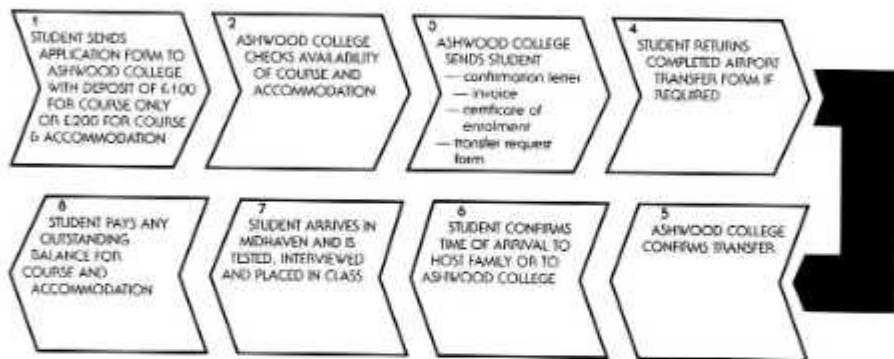 1
STUDENT SENDS
APPLICATION FORM TO
ASHWOOD COLLEGE
WITH DEPOSIT OF £100
FOR COURSE ONLY
OR £200 FOR COURSE
& ACCOMMODATION
2
ASHWOOD COLLEGE
CHECKS AVAILABILITY
OF COURSE AND
ACCOMMODATION
3
ASHWOOD COLLEGE
SENDS STUDENT
— confirmation letter
— invoice
— certificate of
enrolment
— transfer request
form
4
STUDENT RETURNS
COMPLETED AIRPORT
TRANSFER FORM IF
REQUIRED
5
ASHWOOD COLLEGE
CONFIRMS TRANSFER
6
STUDENT CONFIRMS
TIME OF ARRIVAL TO
HOST FAMILY OR TO
ASHWOOD COLLEGE
7
STUDENT ARRIVES IN
MIDHAVEN AND IS
TESTED, INTERVIEWED
AND PLACED IN CLASS
8
STUDENT PAYS ANY
OUTSTANDING
BALANCE FOR
COURSE AND
ACCOMMODATION